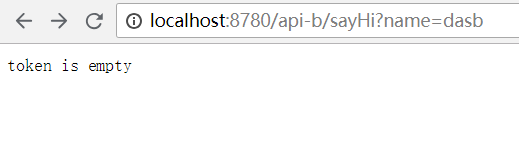 localhost:8780/api-b/sayHi?name=dasb
token is empty